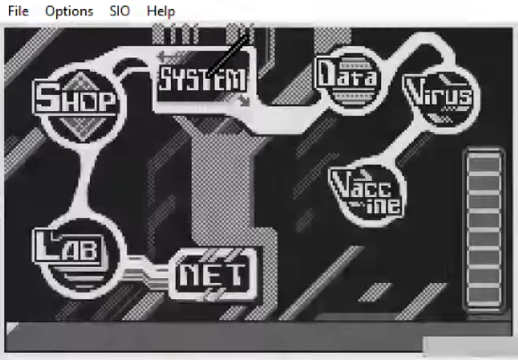 File Options SIO Help
SHOP
SYSTEM
Data
Virus
Vacc
ine
LAB
NET